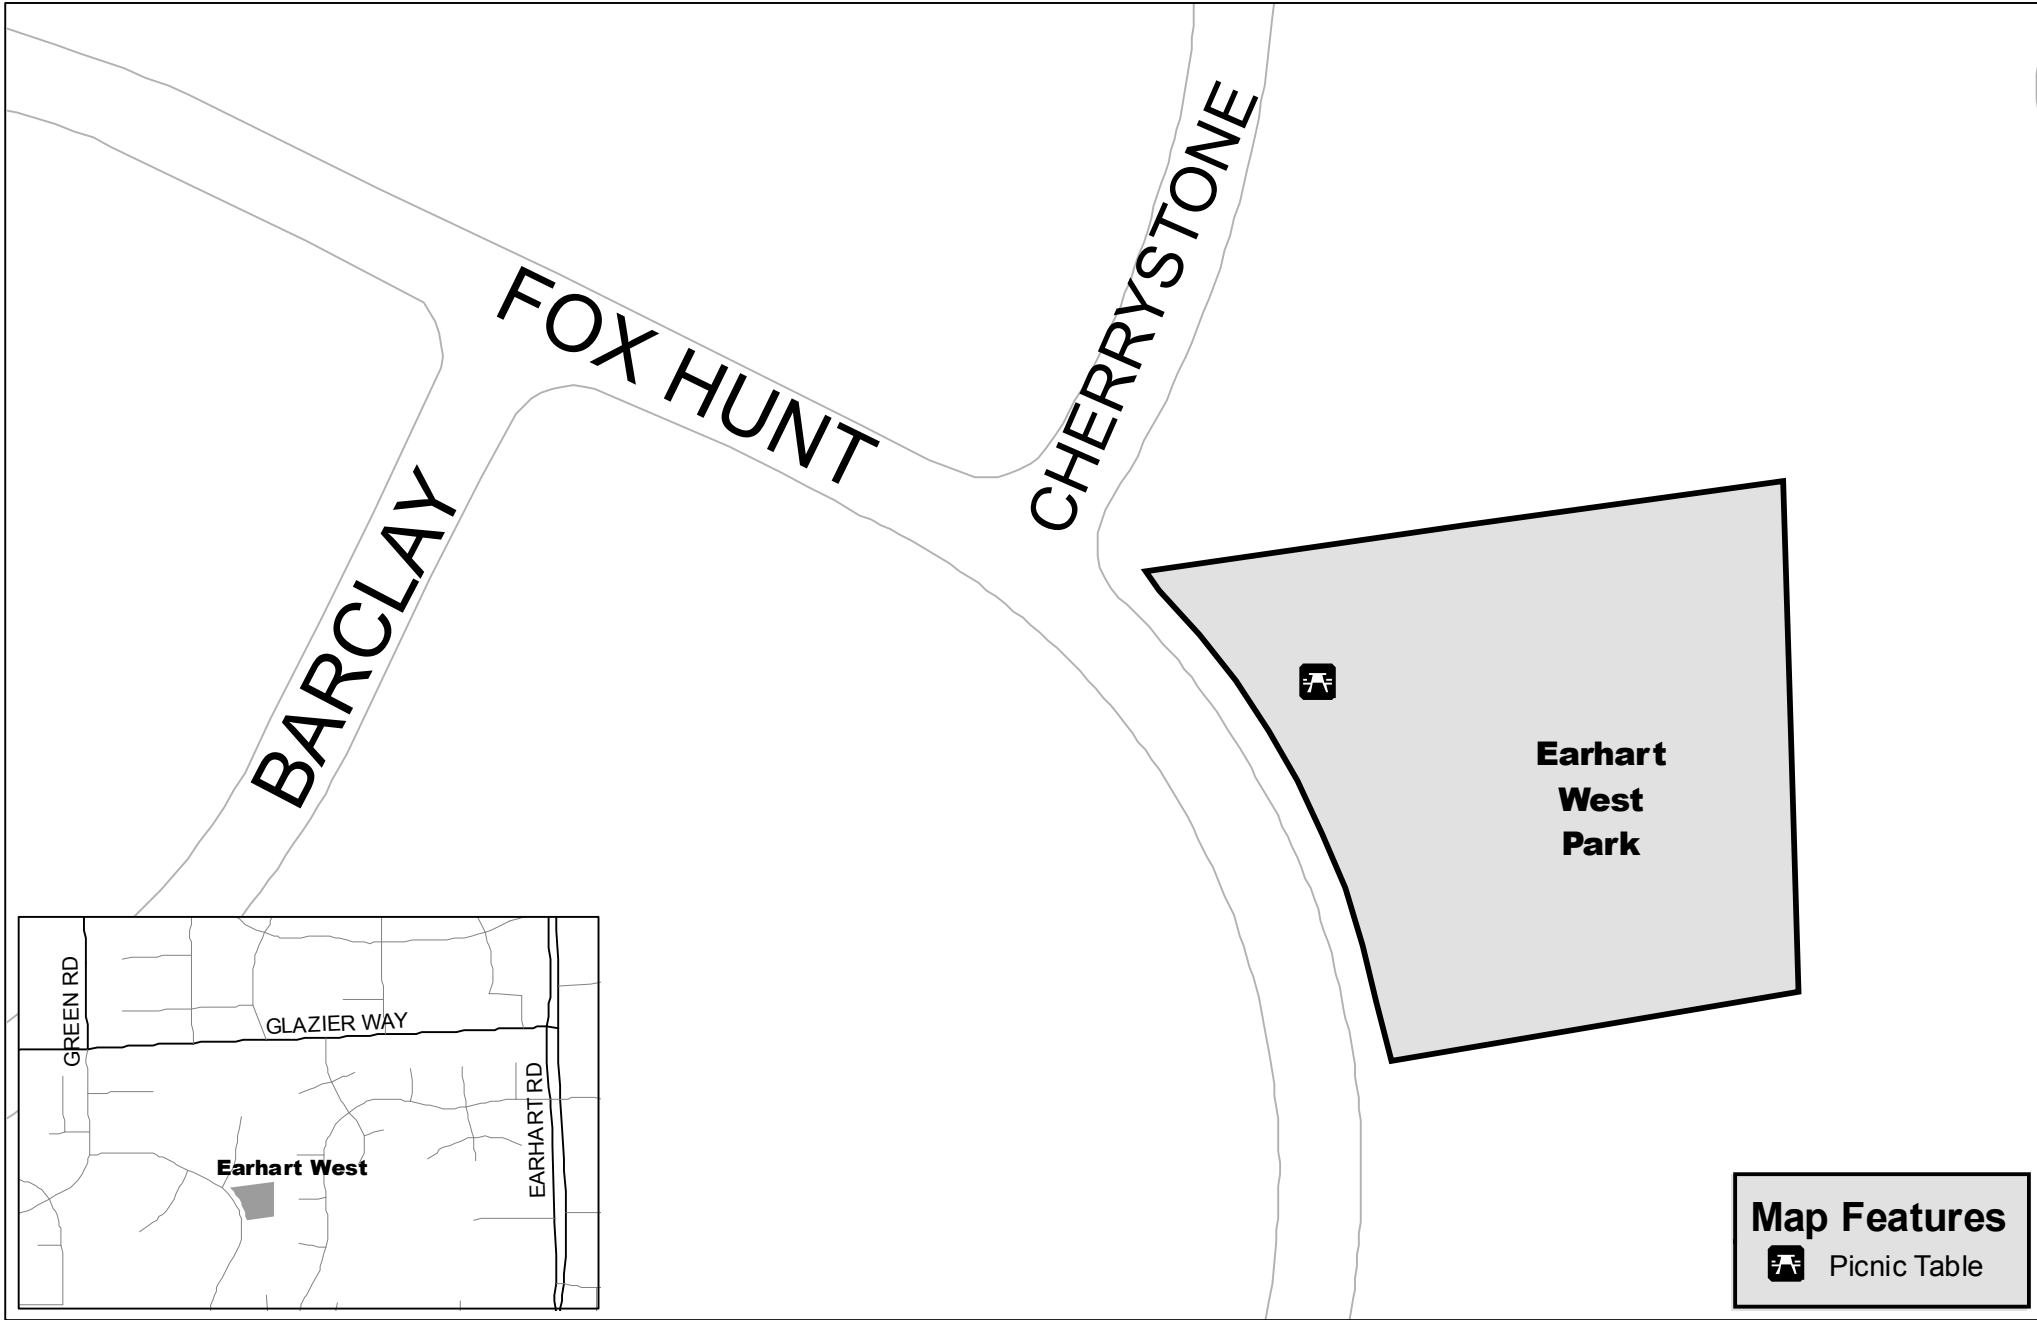 CHERRYSTONE
FOX HUNT
BARCLAY
Earhart
West
Park
GREEN RD
GLAZIER WAY
EARHART RD
Earhart West
Map Features
Picnic Table